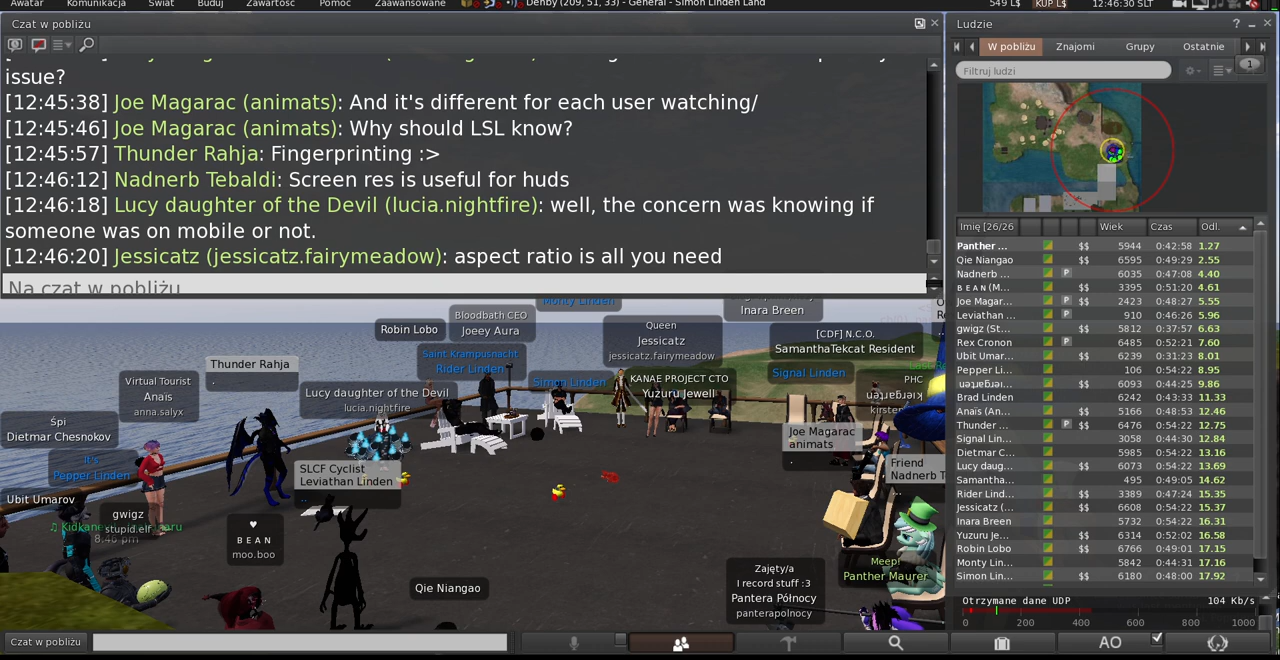 Awatar Komunikacja Świat Buduj Zawartość Pomoc Zaawansowane Denby (209, 51, 33) - General - Simon Linden Land 549 L$ KUP L$ 12:46:30 SLT
Czat w pobliżu
issue?
[12:45:38] Joe Magarac (animats): And it's different for each user watching/
[12:45:46] Joe Magarac (animats): Why should LSL know?
[12:45:57] Thunder Rahja: Fingerprinting :>
[12:46:12] Nadnerb Tebaldi: Screen res is useful for huds
[12:46:18] Lucy daughter of the Devil (lucia.nightfire): well, the concern was knowing if
someone was on mobile or not.
[12:46:20] Jessicatz (jessicatz.fairymeadow): aspect ratio is all you need
Na czat w pobliżu
Monty Linden
Inara Breen
Bloodbath CEO
Joeey Aura
Robin Lobo
Queen
Jessicatz
jessicatz.fairymeadow
[CDF] N.C.O.
SamanthaTekcat Resident
Saint Krampusnacht
Rider Linden
Thunder Rahja
.
Simon Linden
KANAE PROJECT CTO
Yuzuru Jewell
Signal Linden
PHC
Virtual Tourist
Anaïs
anna.salyx
Lucy daughter of the Devil
lucia.nightfire
Śpi
Dietmar Chesnokov
Joe Magarac
animats
.
It's
Pepper Linden
SLCF Cyclist
Leviathan Linden
Friend
Nadnerb T
Ubit Umarov
gwigz
stupid.elf
8:46 pm
♥
B E A N
moo.boo
Qie Niangao
Zajęty/a
I record stuff :3
Pantera Północy
panterapolnocy
Meep!
Panther Maurer
Czat w pobliżu
Ludzie
W pobliżu Znajomi Grupy Ostatnie
1
Filtruj ludzi
Imię [26/26 Wiek Czas Odl.
Panther ... $$ 5944 0:42:58 1.27
Qie Niangao $$ 6595 0:49:29 2.55
Nadnerb ... P 6035 0:47:08 4.40
B E A N (M... $$ 3395 0:51:20 4.61
Joe Magar... P $$ 2423 0:48:27 5.55
Leviathan ... P 910 0:46:26 5.96
gwigz (St... $$ 5812 0:37:57 6.63
Rex Cronon P 6485 0:52:21 7.60
Ubit Umar... $$ 6239 0:31:23 8.01
Pepper Li... 106 0:54:22 8.95
$$ 6093 0:44:25 9.86
Brad Linden 6242 0:43:33 11.33
Anaïs (An... $$ 5166 0:48:53 12.46
Thunder ... P $$ 6476 0:54:22 12.75
Signal Lin... 3058 0:44:30 12.84
Dietmar C... 5985 0:54:22 13.16
Lucy daug... $$ 6073 0:54:22 13.69
Samantha... 495 0:49:05 14.62
Rider Lind... $$ 3389 0:47:24 15.35
Jessicatz (... $$ 6608 0:54:22 15.37
Inara Breen 5732 0:54:22 16.31
Yuzuru Je... $$ 6314 0:52:02 16.58
Robin Lobo $$ 6766 0:49:01 17.15
Monty Lin... 5842 0:44:31 17.16
Simon Lin... $$ 6180 0:48:00 17.92
Otrzymane dane UDP 104 Kb/s
0 200 400 600 800 1000
AO